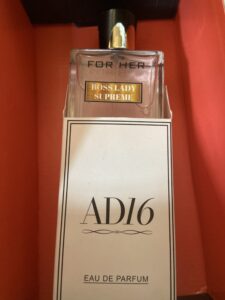 FOR HER
BOSS LADY
SUPREME
AD16
EAU DE PARFUM